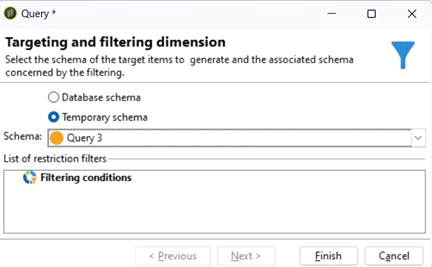 Query *
Targeting and filtering dimension
Select the schema of the target items to generate and the associated schema
concerned by the filtering.
Database schema
Temporary schema
Schema: Query 3
List of restriction filters
Filtering conditions
< Previous Next > Finish Cancel